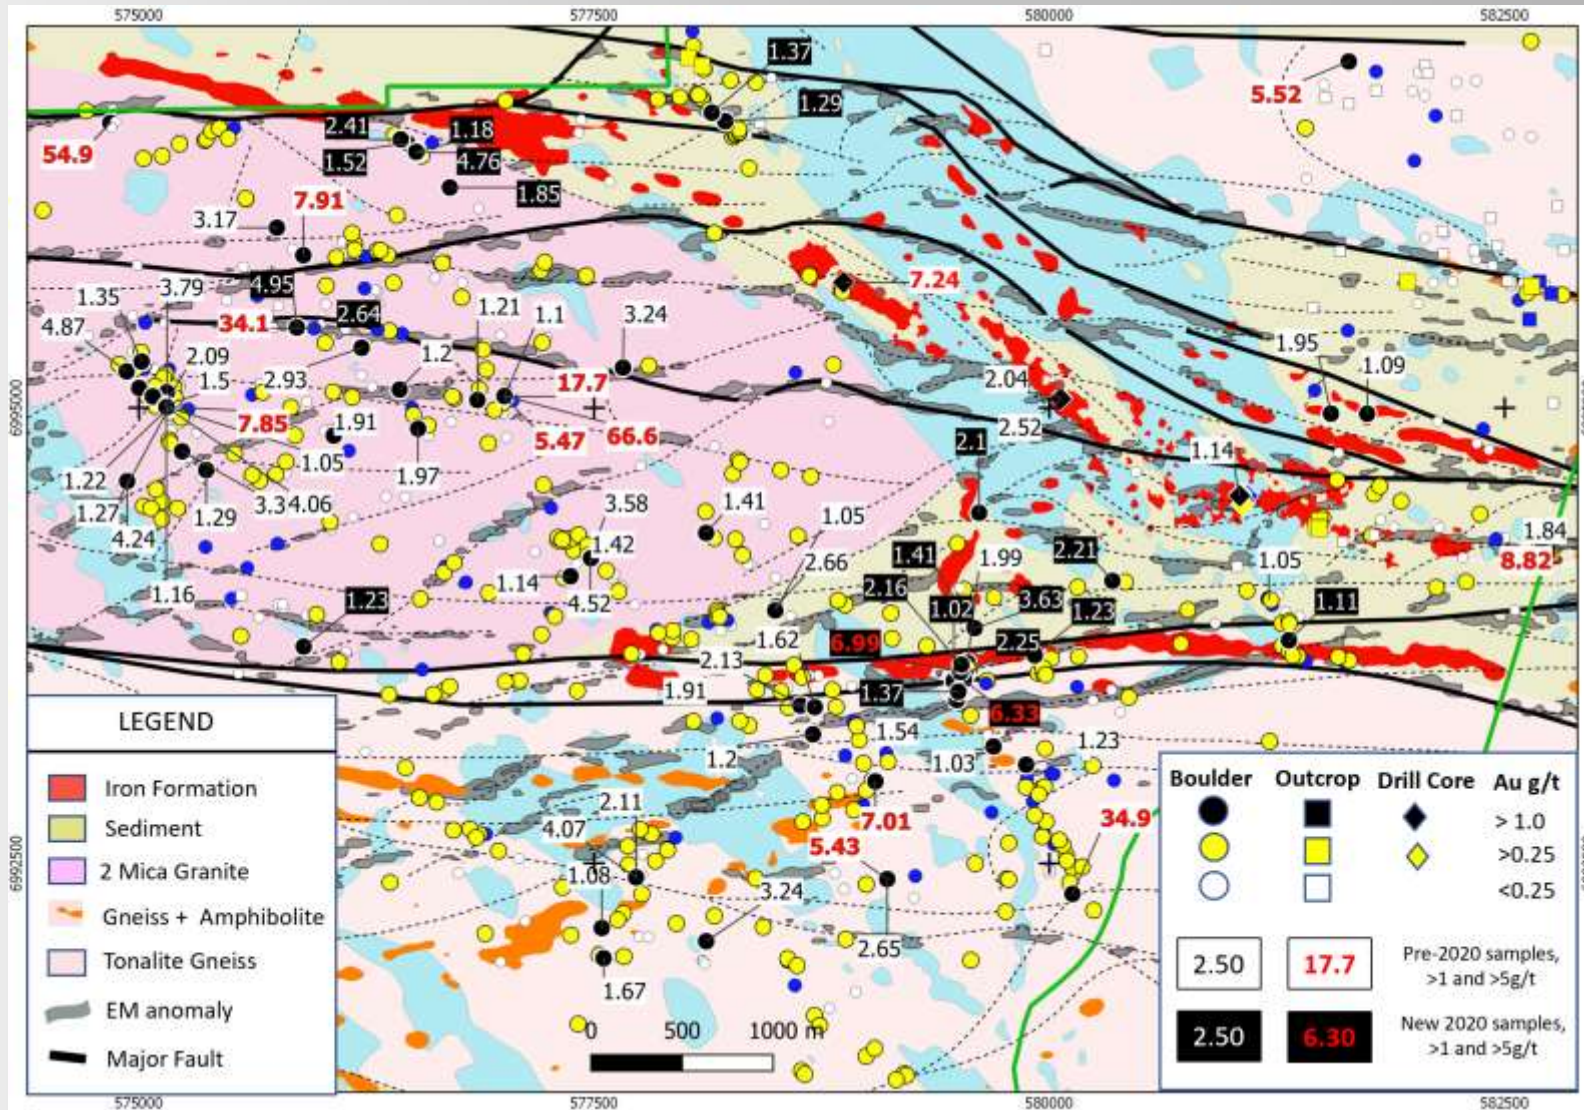 575000 577500 580000 582500
1.37
5.52
1.29
2.41 1.18
54.9
1.52 4.76
1.85
7.91
3.17
4.95 3.79 7.24
1.35
34.1 2.64 1.21 1.1 3.24
4.87
1.95
1.09
2.09 1.2
1.5 2.93 17.7 2.04
6995000
7.85 1.91 5.47 66.6 2.52
2.1
1.14
1.05
1.22 1.97
1.27 1.29 3.34.06 3.58 1.41
4.24 1.05
1.84
1.42 1.41 1.99 2.21
8.82
2.66
1.14
1.05
1.16 4.52 2.16
1.23 1.02 3.63 1.23 1.11
1.62 6.99 2.25
2.13
1.91 1.37
6.33
1.54
1.2 1.03 1.23
2.11
4.07 7.01 34.9
5.43
6992500
1.08
3.24
2.65
1.67
LEGEND
Iron Formation
Sediment
2 Mica Granite
Gneiss + Amphibolite
Tonalite Gneiss
EM anomaly
Major Fault
0 500 1000 m
Boulder Outcrop Drill Core Au g/t
> 1.0
>0.25
<0.25
2.50 17.7 Pre-2020 samples,
>1 and >5g/t
2.50 6.30 New 2020 samples,
>1 and >5g/t
575000 577500 580000 582500